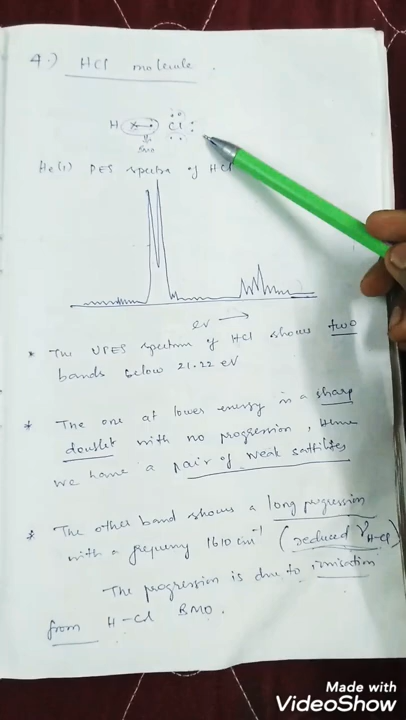 4.) HCl molecule.
H × Cl
He(I) PES spectra of HCl
eV →
* The UPES spectrum of HCl shows two
bands below 21.22 eV
* The one at lower energy is a sharp
doublet with no progression, Hence
we have a pair of weak satellites
* The other band shows a long progression
with a frequency 1610 cm⁻¹ (reduced γH-Cl)
The progression is due to ionisation
from H-Cl BMO.
Made with
VideoShow